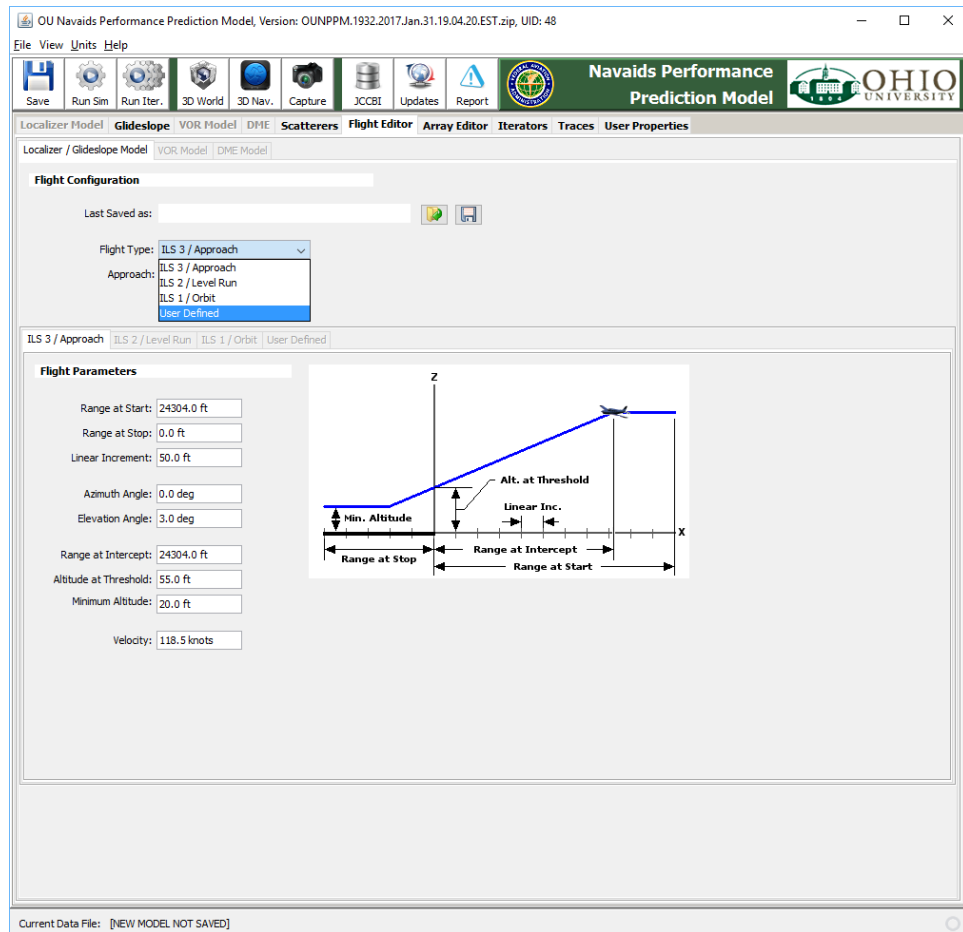 OU Navaids Performance Prediction Model, Version: OUNPPM.1932.2017.Jan.31.19.04.20.EST.zip, UID: 48
File View Units Help
Save Run Sim Run Iter. 3D World 3D Nav. Capture JCCBI Updates Report
FEDERAL AVIATION ADMINISTRATION
Navaids Performance
Prediction Model
1804
OHIO
UNIVERSITY
Localizer Model Glideslope VOR Model DME Scatterers Flight Editor Array Editor Iterators Traces User Properties
Localizer / Glideslope Model VOR Model DME Model
Flight Configuration
Last Saved as:
Flight Type: ILS 3 / Approach
Approach:
ILS 3 / Approach
ILS 2 / Level Run
ILS 1 / Orbit
User Defined
ILS 3 / Approach ILS 2 / Level Run ILS 1 / Orbit User Defined
Flight Parameters
Range at Start: 24304.0 ft
Range at Stop: 0.0 ft
Linear Increment: 50.0 ft
Azimuth Angle: 0.0 deg
Elevation Angle: 3.0 deg
Range at Intercept: 24304.0 ft
Altitude at Threshold: 55.0 ft
Minimum Altitude: 20.0 ft
Velocity: 118.5 knots
Z
Alt. at Threshold
Linear Inc.
Min. Altitude
X
Range at Stop
Range at Intercept
Range at Start
Current Data File: [NEW MODEL NOT SAVED]